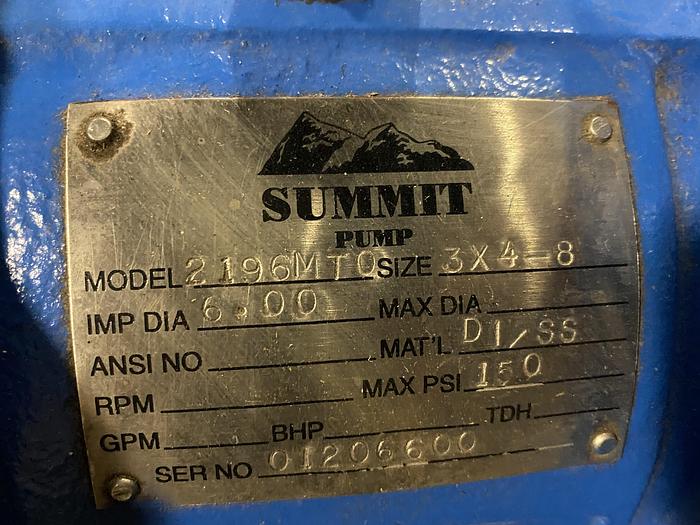 SUMMIT
PUMP
MODEL 2196MTO SIZE 3X4-8
IMP DIA 6.00 MAX DIA
ANSI NO MAT'L DI/SS
RPM MAX PSI 150
GPM BHP TDH
SER NO 01206600